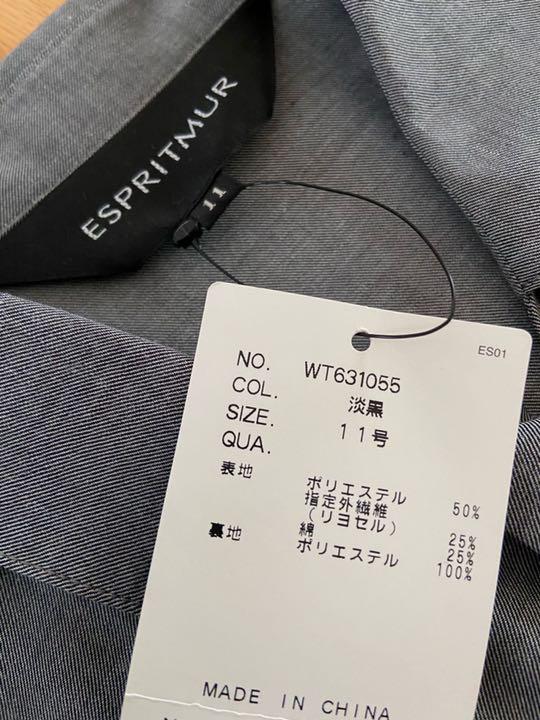 ESPRITMUR
11
ES01
NO. WT631055
COL. 淡黒
SIZE. 11号
QUA.
表地 ポリエステル 50%
指定外繊維
(リヨセル) 25%
綿 25%
裏地 ポリエステル 100%
MADE IN CHINA